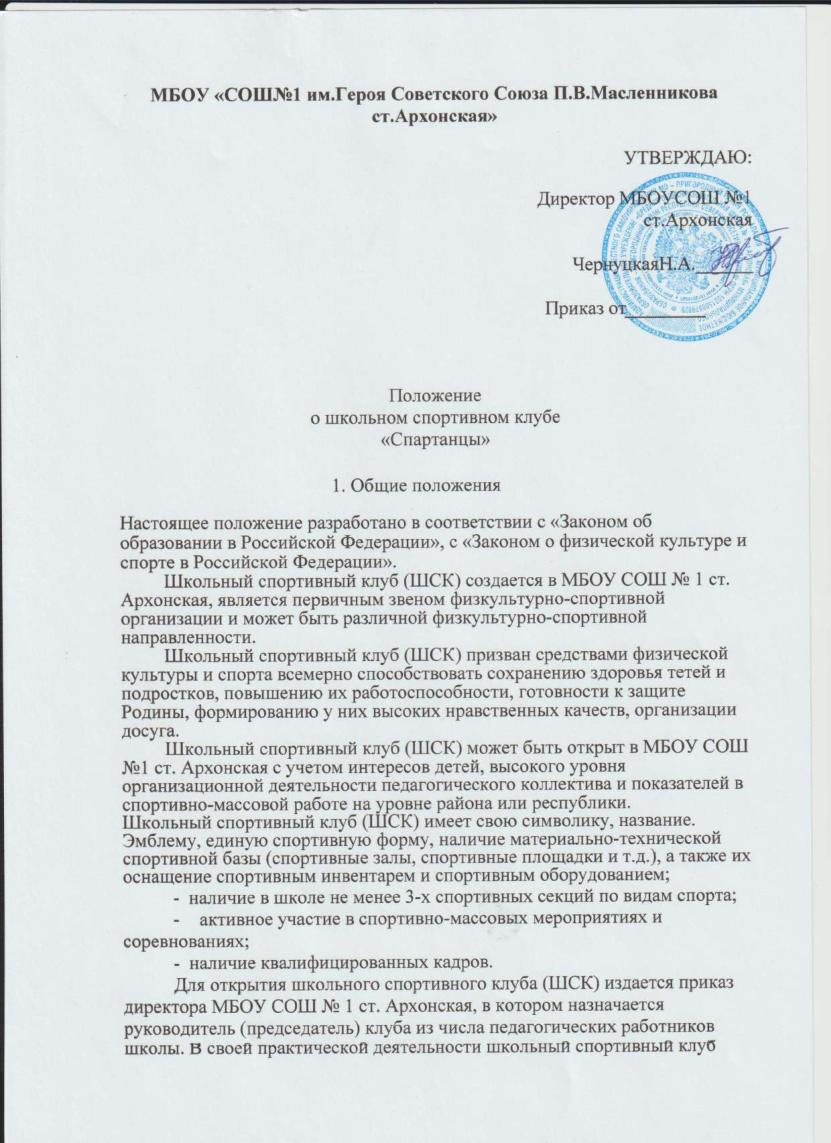 МБОУ «СОШ№1 им.Героя Советского Союза П.В.Масленникова
ст.Архонская»
УТВЕРЖДАЮ:
Директор МБОУСОШ №1
ст.Архонская
ЧернуцкаяН.А.______
Приказ от________
Положение
о школьном спортивном клубе
«Спартанцы»
1. Общие положения
Настоящее положение разработано в соответствии с «Законом об
образовании в Российской Федерации», с «Законом о физической культуре и
спорте в Российской Федерации».
Школьный спортивный клуб (ШСК) создается в МБОУ СОШ № 1 ст.
Архонская, является первичным звеном физкультурно-спортивной
организации и может быть различной физкультурно-спортивной
направленности.
Школьный спортивный клуб (ШСК) призван средствами физической
культуры и спорта всемерно способствовать сохранению здоровья тетей и
подростков, повышению их работоспособности, готовности к защите
Родины, формированию у них высоких нравственных качеств, организации
досуга.
Школьный спортивный клуб (ШСК) может быть открыт в МБОУ СОШ
№1 ст. Архонская с учетом интересов детей, высокого уровня
организационной деятельности педагогического коллектива и показателей в
спортивно-массовой работе на уровне района или республики.
Школьный спортивный клуб (ШСК) имеет свою символику, название.
Эмблему, единую спортивную форму, наличие материально-технической
спортивной базы (спортивные залы, спортивные площадки и т.д.), а также их
оснащение спортивным инвентарем и спортивным оборудованием;
- наличие в школе не менее 3-х спортивных секций по видам спорта;
- активное участие в спортивно-массовых мероприятиях и
соревнованиях;
- наличие квалифицированных кадров.
Для открытия школьного спортивного клуба (ШСК) издается приказ
директора МБОУ СОШ № 1 ст. Архонская, в котором назначается
руководитель (председатель) клуба из числа педагогических работников
школы. В своей практической деятельности школьный спортивный клуб